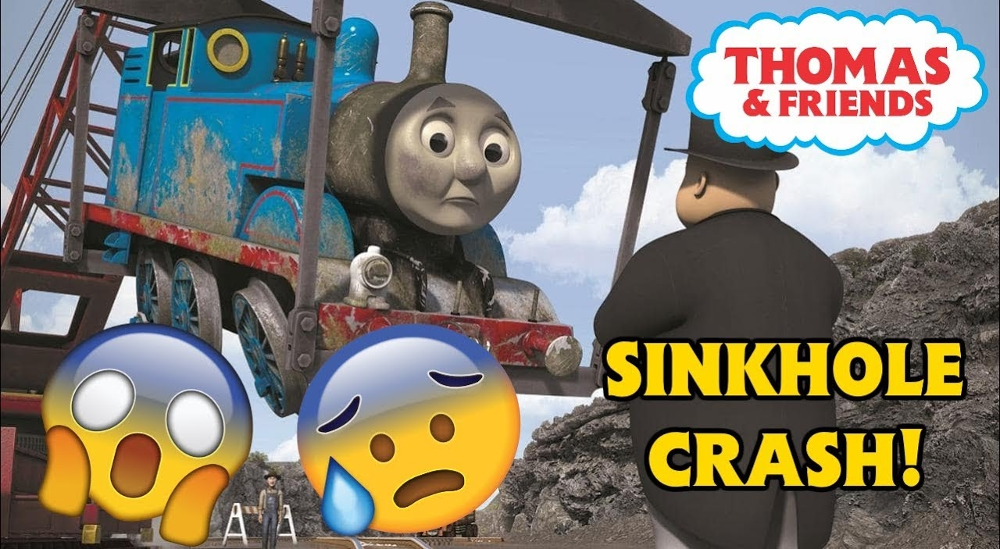 THOMAS
& FRIENDS
SINKHOLE
CRASH!